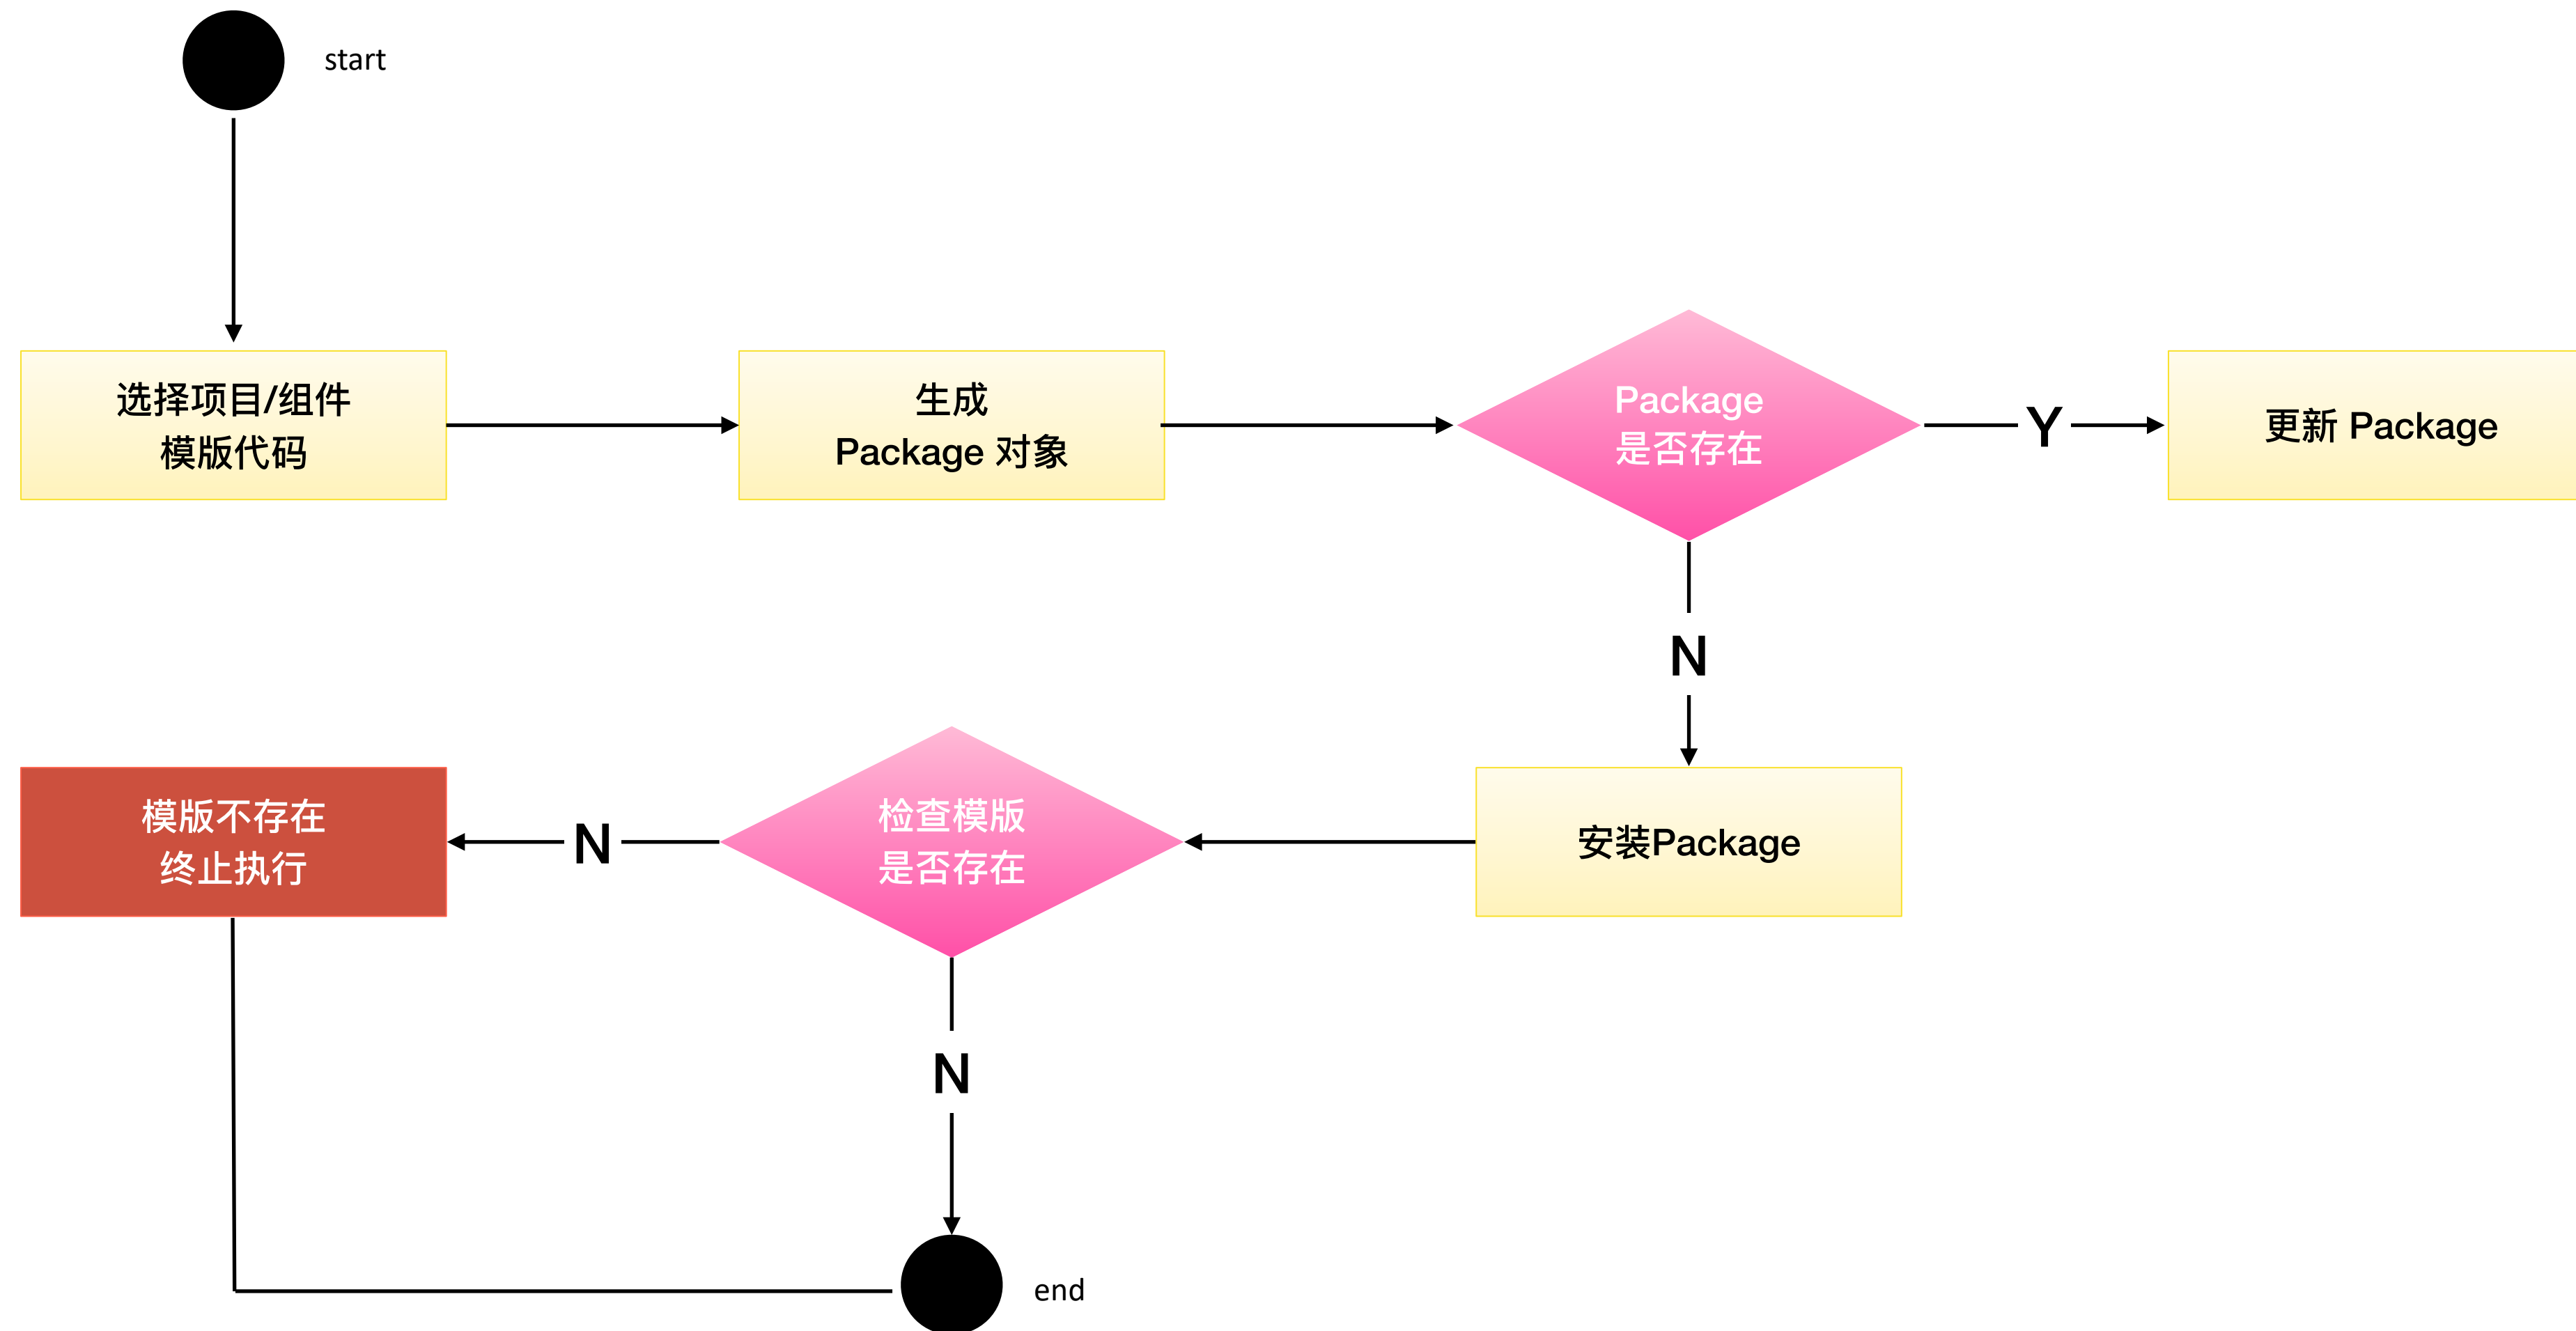 start
选择项目/组件
模版代码
生成
Package 对象
Package
是否存在
Y
更新 Package
N
模版不存在
终止执行
N
检查模版
是否存在
安装Package
N
end